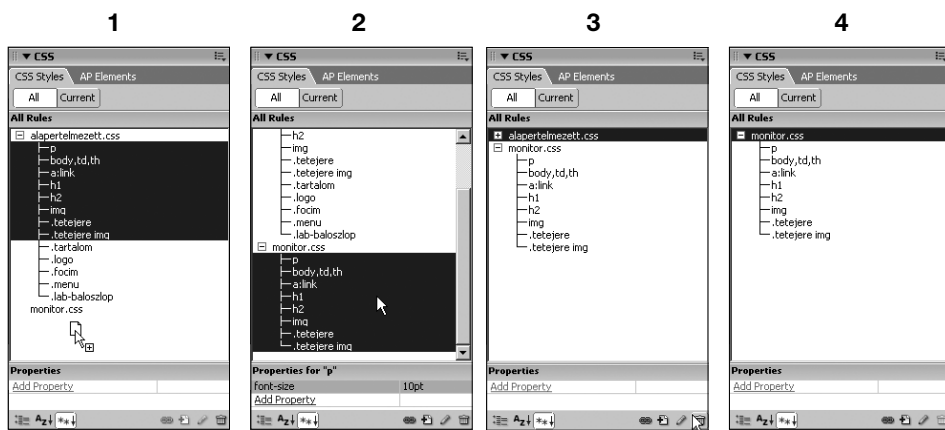 1
▼ CSS
CSS Styles AP Elements
All Current
All Rules
alapertelmezett.css
p
body,td,th
a:link
h1
h2
img
.tetejere
.tetejere img
.tartalom
.logo
.focim
.menu
.lab-baloszlop
monitor.css
Properties
Add Property
2
▼ CSS
CSS Styles AP Elements
All Current
All Rules
h2
img
.tetejere
.tetejere img
.tartalom
.logo
.focim
.menu
.lab-baloszlop
monitor.css
p
body,td,th
a:link
h1
h2
img
.tetejere
.tetejere img
Properties for "p"
font-size 10pt
Add Property
3
▼ CSS
CSS Styles AP Elements
All Current
All Rules
alapertelmezett.css
monitor.css
p
body,td,th
a:link
h1
h2
img
.tetejere
.tetejere img
Properties
Add Property
4
▼ CSS
CSS Styles AP Elements
All Current
All Rules
monitor.css
p
body,td,th
a:link
h1
h2
img
.tetejere
.tetejere img
Properties
Add Property